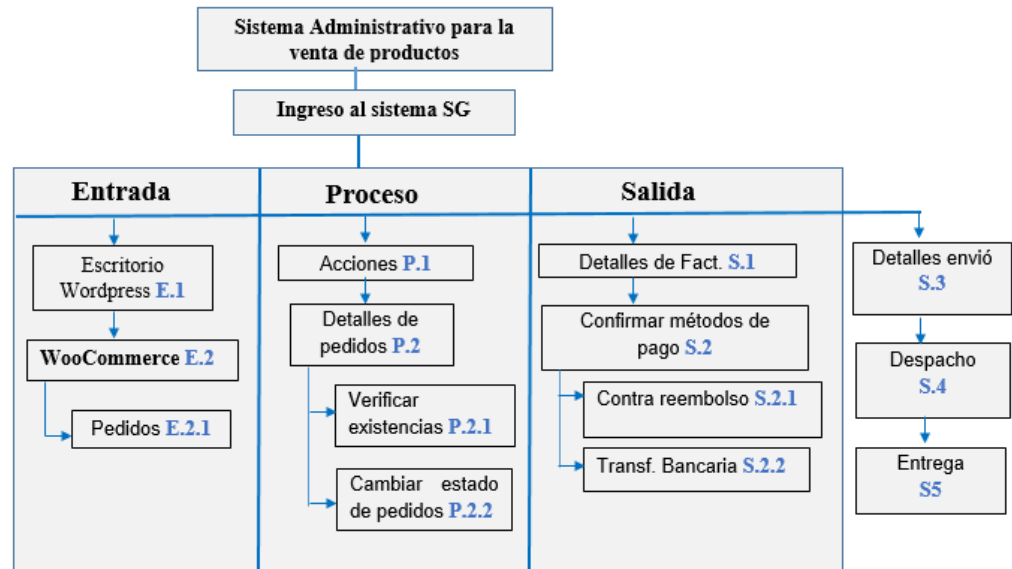 Sistema Administrativo para la
venta de productos
Ingreso al sistema SG
Entrada
Escritorio
Wordpress E.1
WooCommerce E.2
Pedidos E.2.1
Proceso
Acciones P.1
Detalles de
pedidos P.2
Verificar
existencias P.2.1
Cambiar estado
de pedidos P.2.2
Salida
Detalles de Fact. S.1
Confirmar métodos de
pago S.2
Contra reembolso S.2.1
Transf. Bancaria S.2.2
Detalles envió
S.3
Despacho
S.4
Entrega
S5